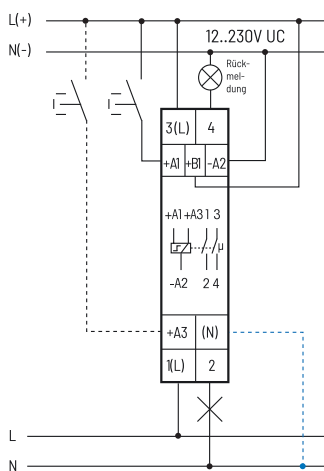 L(+)
N(-)
12..230V UC
Rück-
mel-
dung
3(L) 4
+A1 +B1 -A2
+A1 +A3 1 3
μ
-A2 2 4
+A3 (N)
1(L) 2
L
N